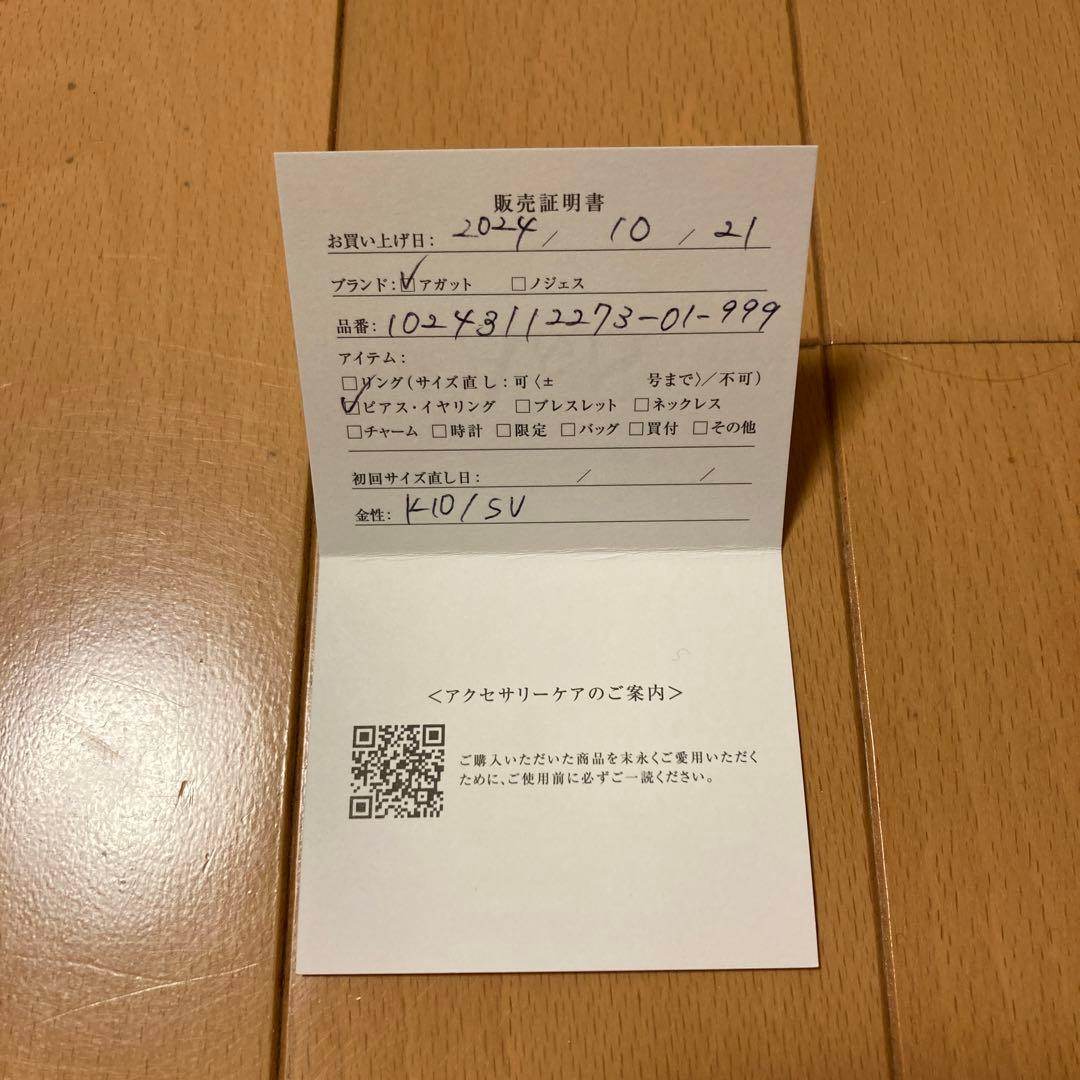 販売証明書
お買い上げ日: 2024 / 10 / 21
ブランド: ☑アガット □ノジェス
品番: 10243112273-01-999
アイテム:
□リング(サイズ直し:可〈± 号まで〉/不可)
☑ピアス・イヤリング □ブレスレット □ネックレス
□チャーム □時計 □限定 □バッグ □買付 □その他
初回サイズ直し日: / /
金性: K10/SV
<アクセサリーケアのご案内>
ご購入いただいた商品を末永くご愛用いただく
ために、ご使用前に必ずご一読ください。